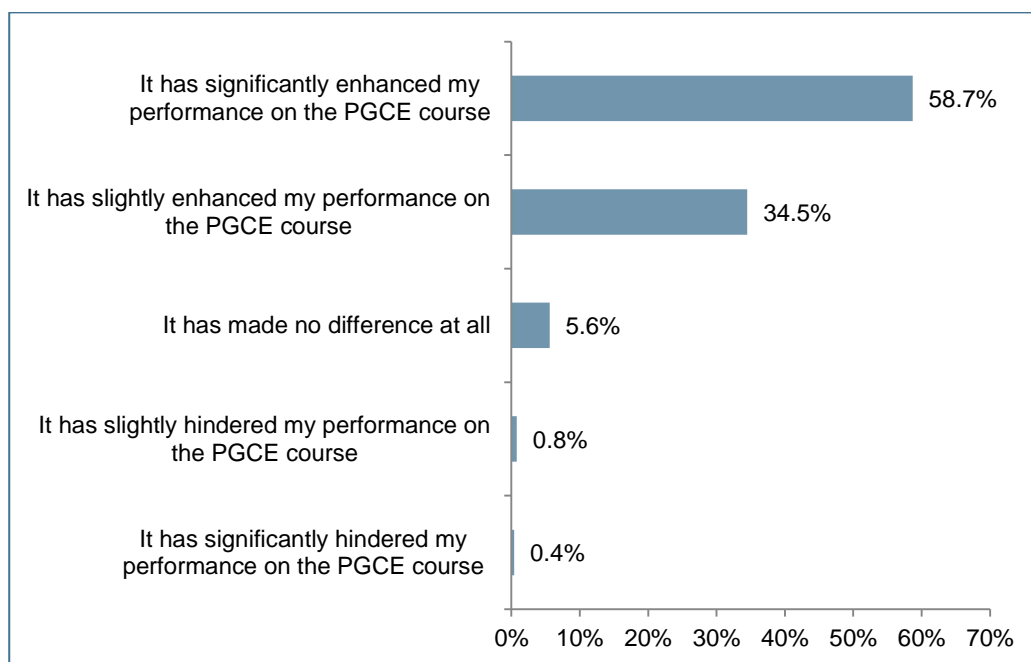 It has significantly enhanced my
performance on the PGCE course
58.7%
It has slightly enhanced my performance on
the PGCE course
34.5%
It has made no difference at all
5.6%
It has slightly hindered my performance on
the PGCE course
0.8%
It has significantly hindered my
performance on the PGCE course
0.4%
0% 10% 20% 30% 40% 50% 60% 70%